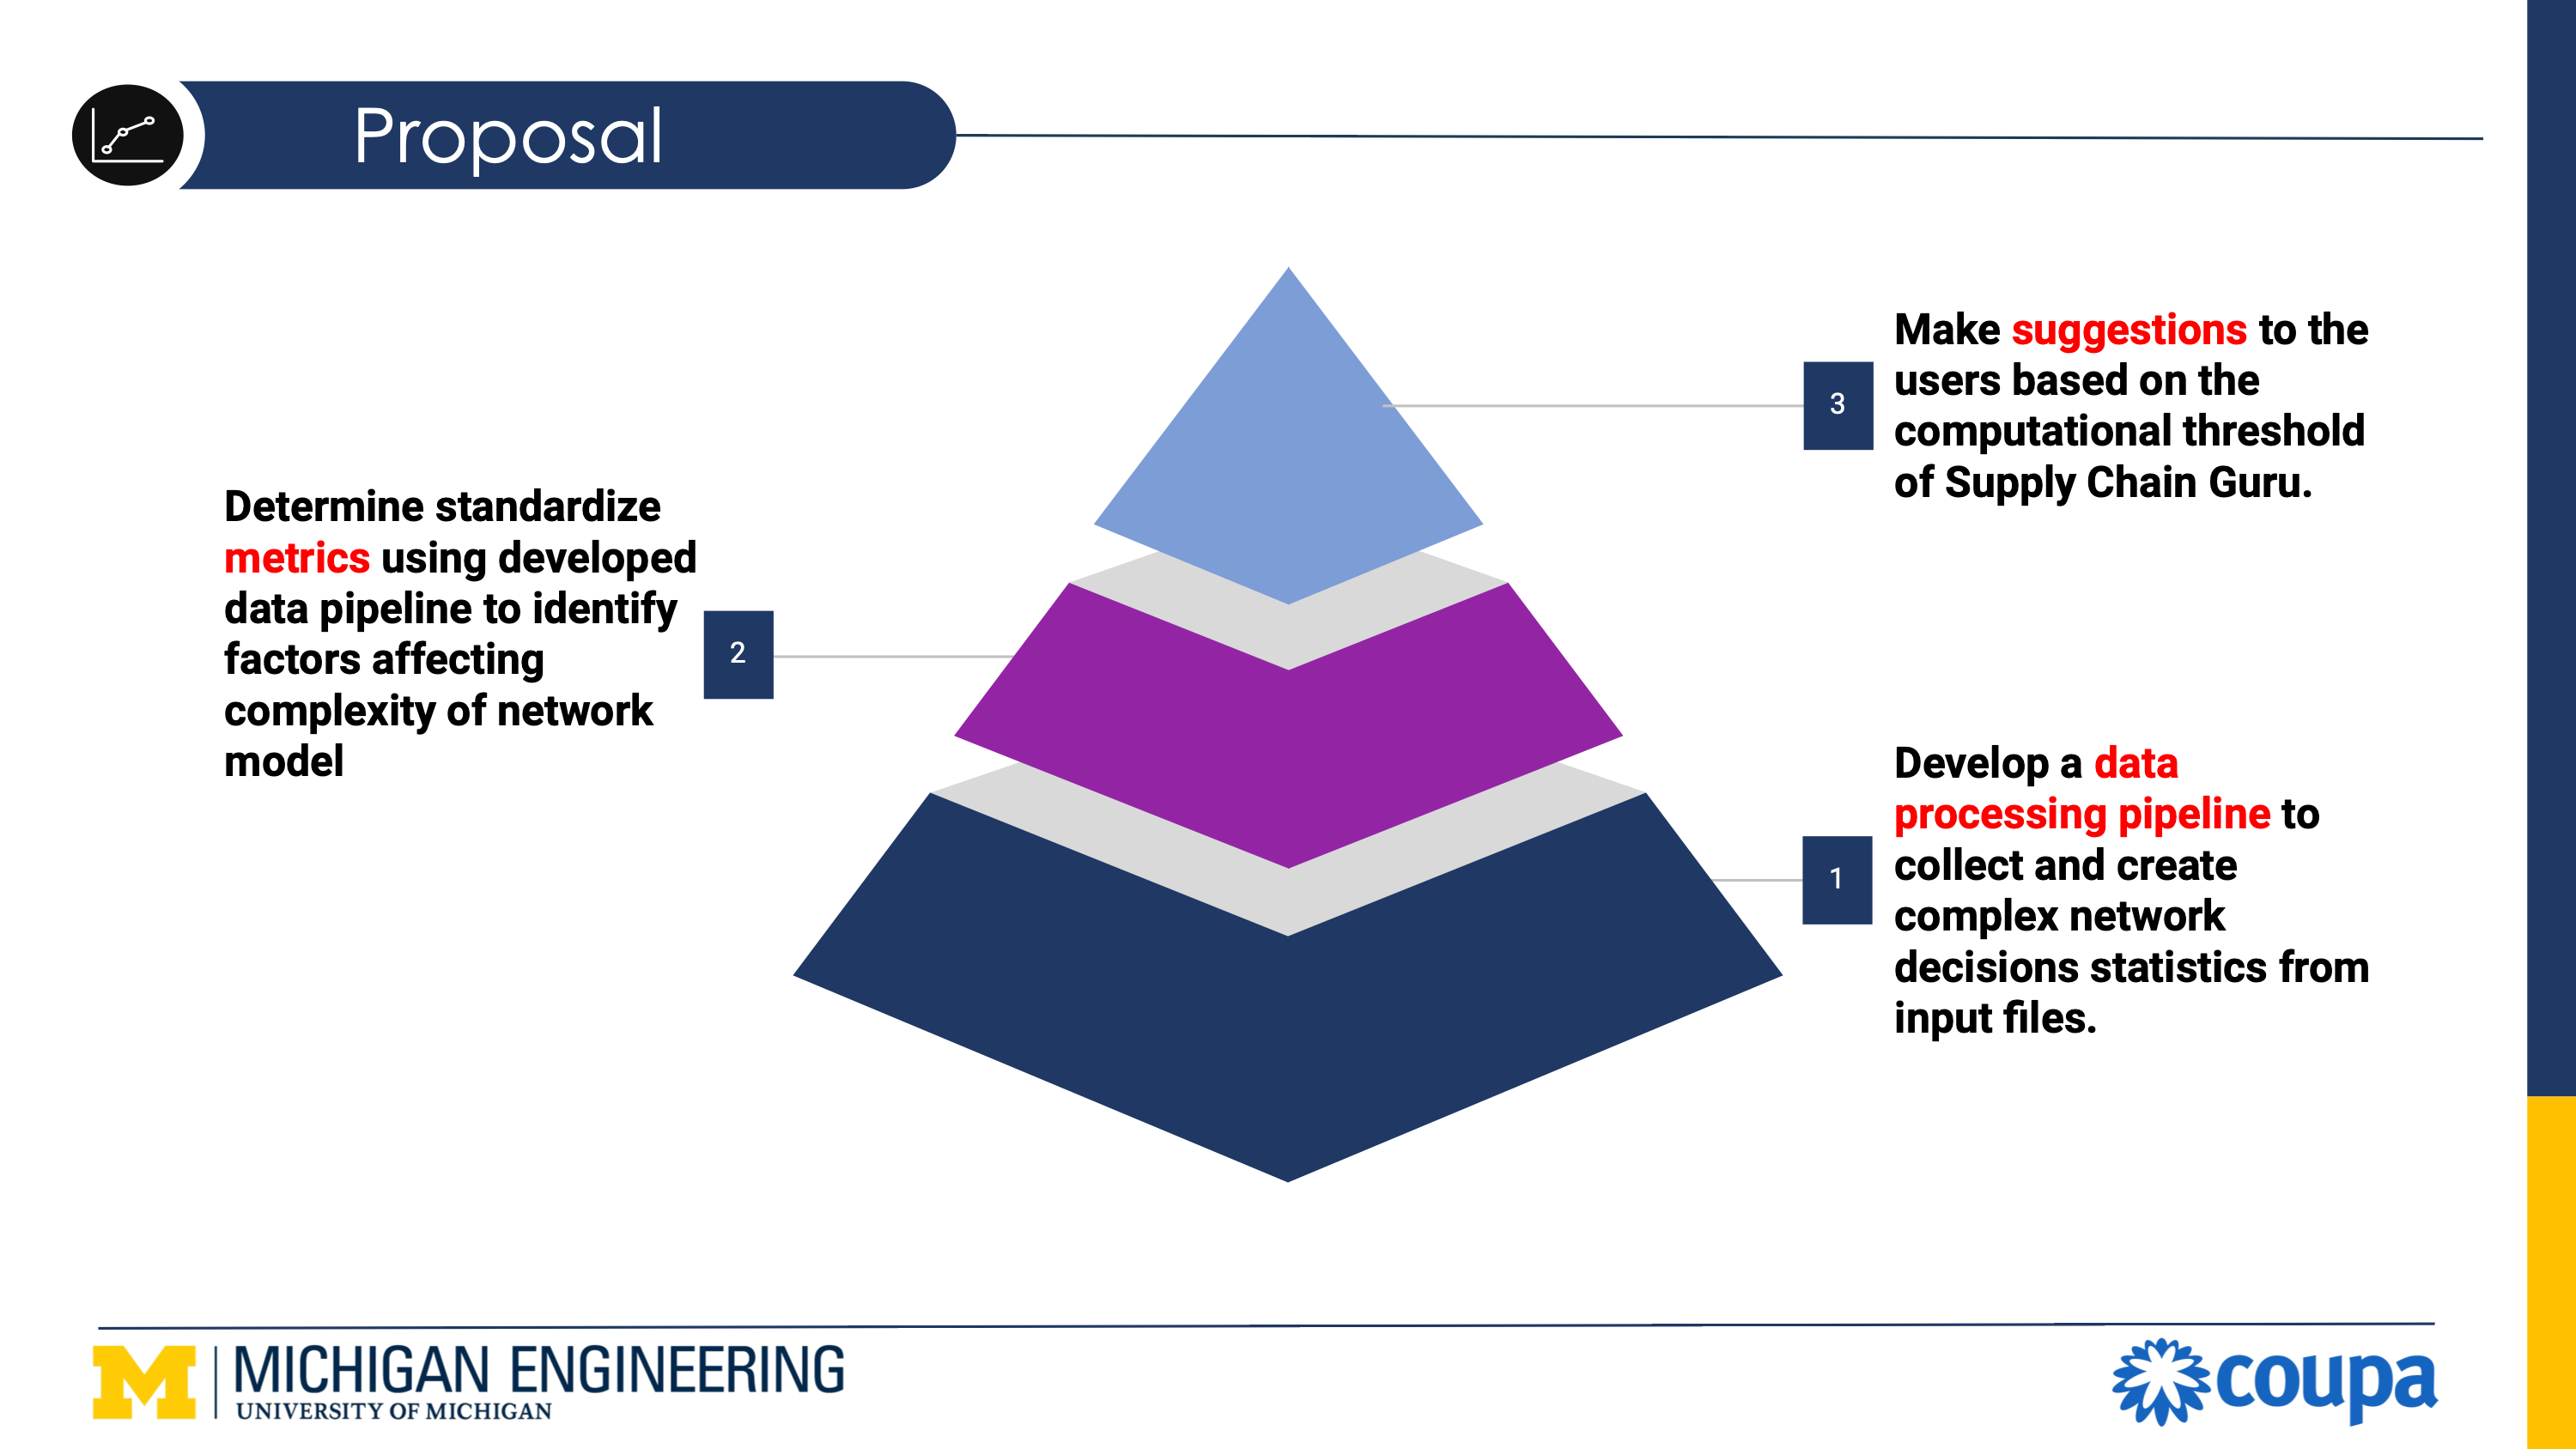 Proposal
Make suggestions to the
users based on the
computational threshold
of Supply Chain Guru.
3
Determine standardize
metrics using developed
data pipeline to identify
factors affecting
complexity of network
model
2
Develop a data
processing pipeline to
collect and create
complex network
decisions statistics from
input files.
1
M
MICHIGAN ENGINEERING
UNIVERSITY OF MICHIGAN
coupa